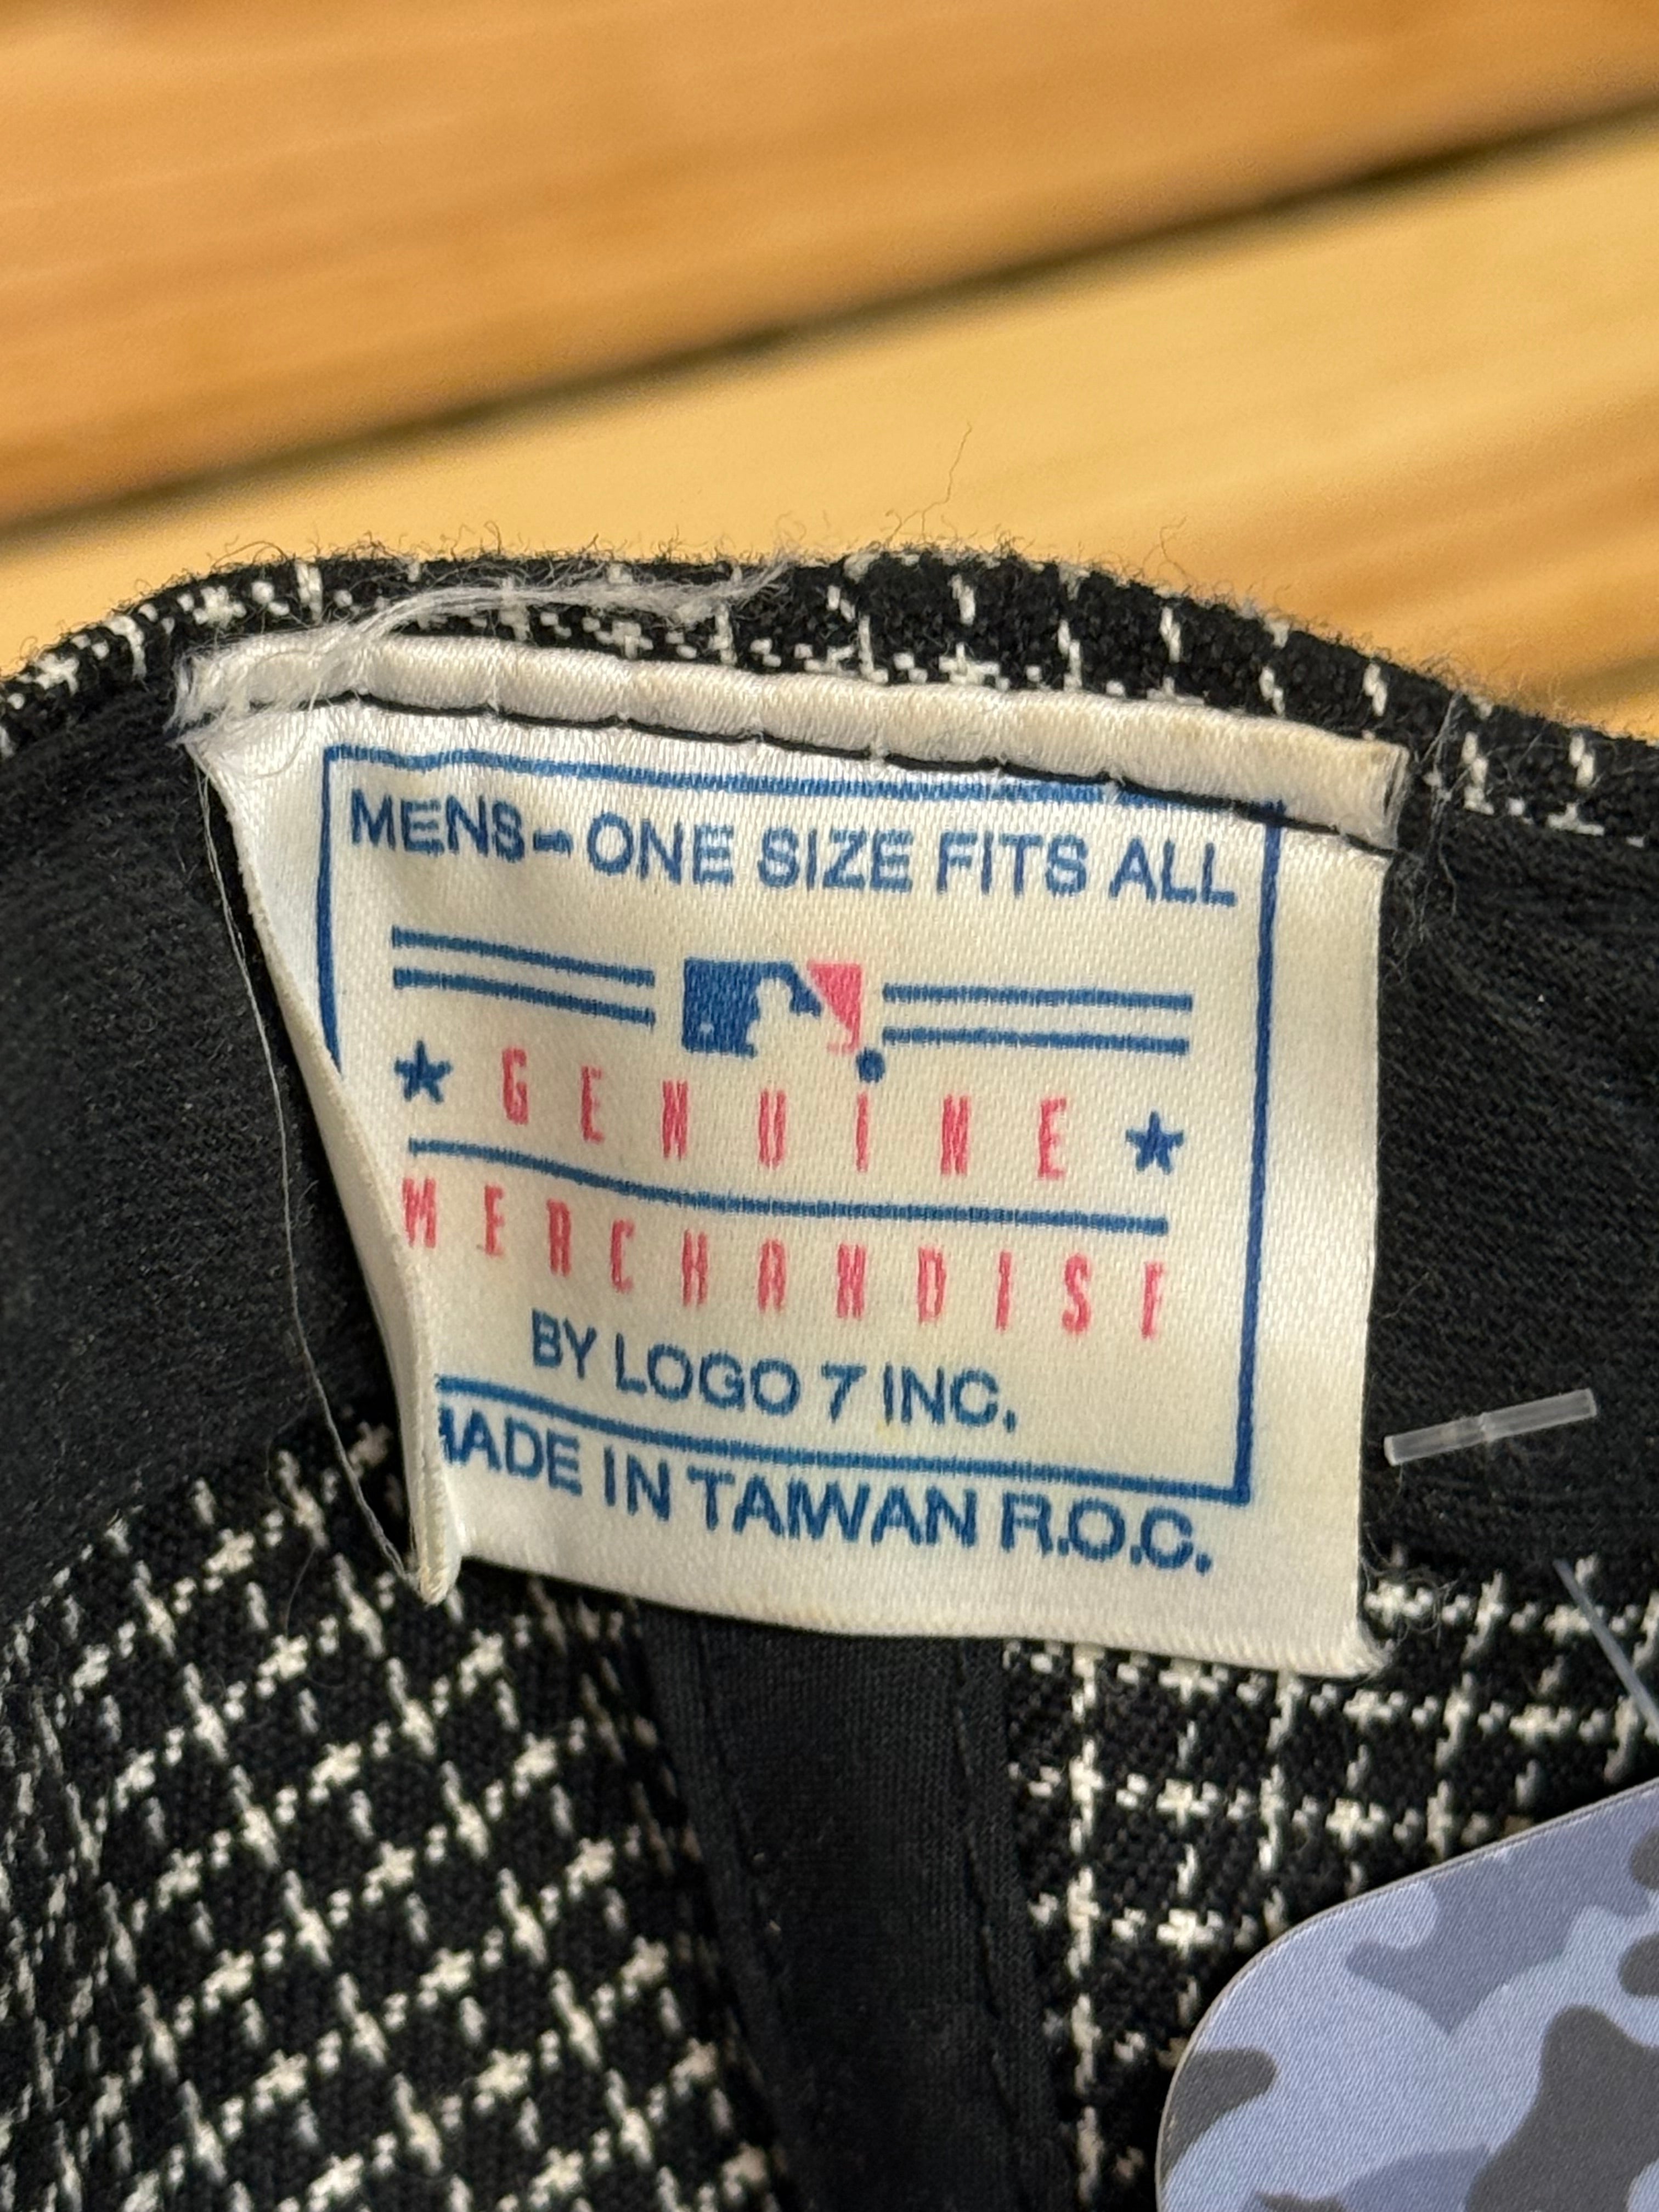 MENS-ONE SIZE FITS ALL
GENUiNE
MERCHANDISE
BY LOGO 7 INC.
MADE IN TAIWAN R.O.C.